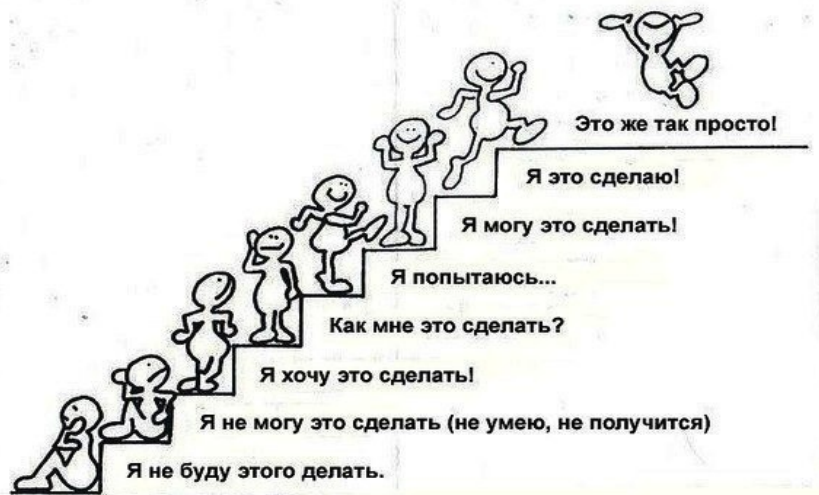 Это же так просто!
Я это сделаю!
Я могу это сделать!
Я попытаюсь...
Как мне это сделать?
Я хочу это сделать!
Я не могу это сделать (не умею, не получится)
Я не буду этого делать.